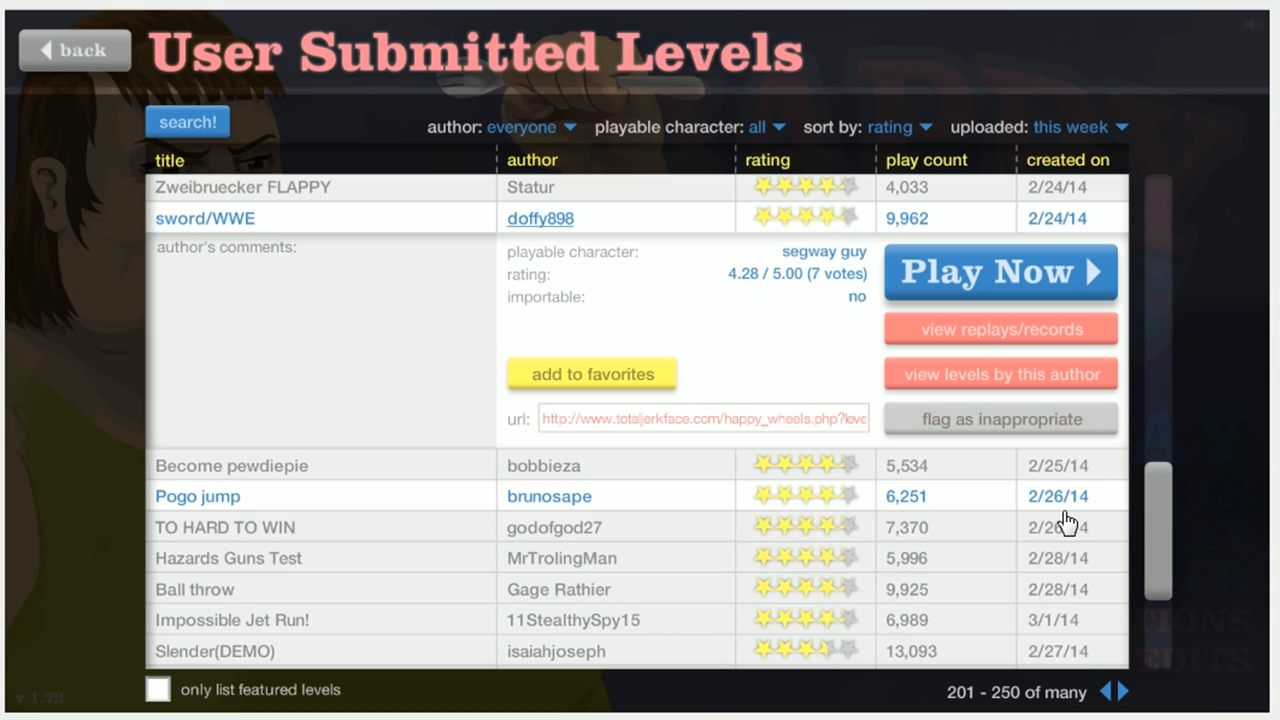 back
User Submitted Levels
search!
author: everyone playable character: all sort by: rating uploaded: this week
title author rating play count created on
Zweibruecker FLAPPY Statur 4,033 2/24/14
sword/WWE doffy898 9,962 2/24/14
author's comments:
playable character: segway guy
rating: 4.28 / 5.00 (7 votes)
importable: no
Play Now
view replays/records
add to favorites
view levels by this author
url: http://www.totaljerkface.com/happy_wheels.php?leve
flag as inappropriate
Become pewdiepie bobbieza 5,534 2/25/14
Pogo jump brunosape 6,251 2/26/14
TO HARD TO WIN godofgod27 7,370
Hazards Guns Test MrTrolingMan 5,996 2/28/14
Ball throw Gage Rathier 9,925 2/28/14
Impossible Jet Run! 11StealthySpy15 6,989 3/1/14
Slender(DEMO) isaiahjoseph 13,093 2/27/14
only list featured levels
201 - 250 of many
v. 1.72